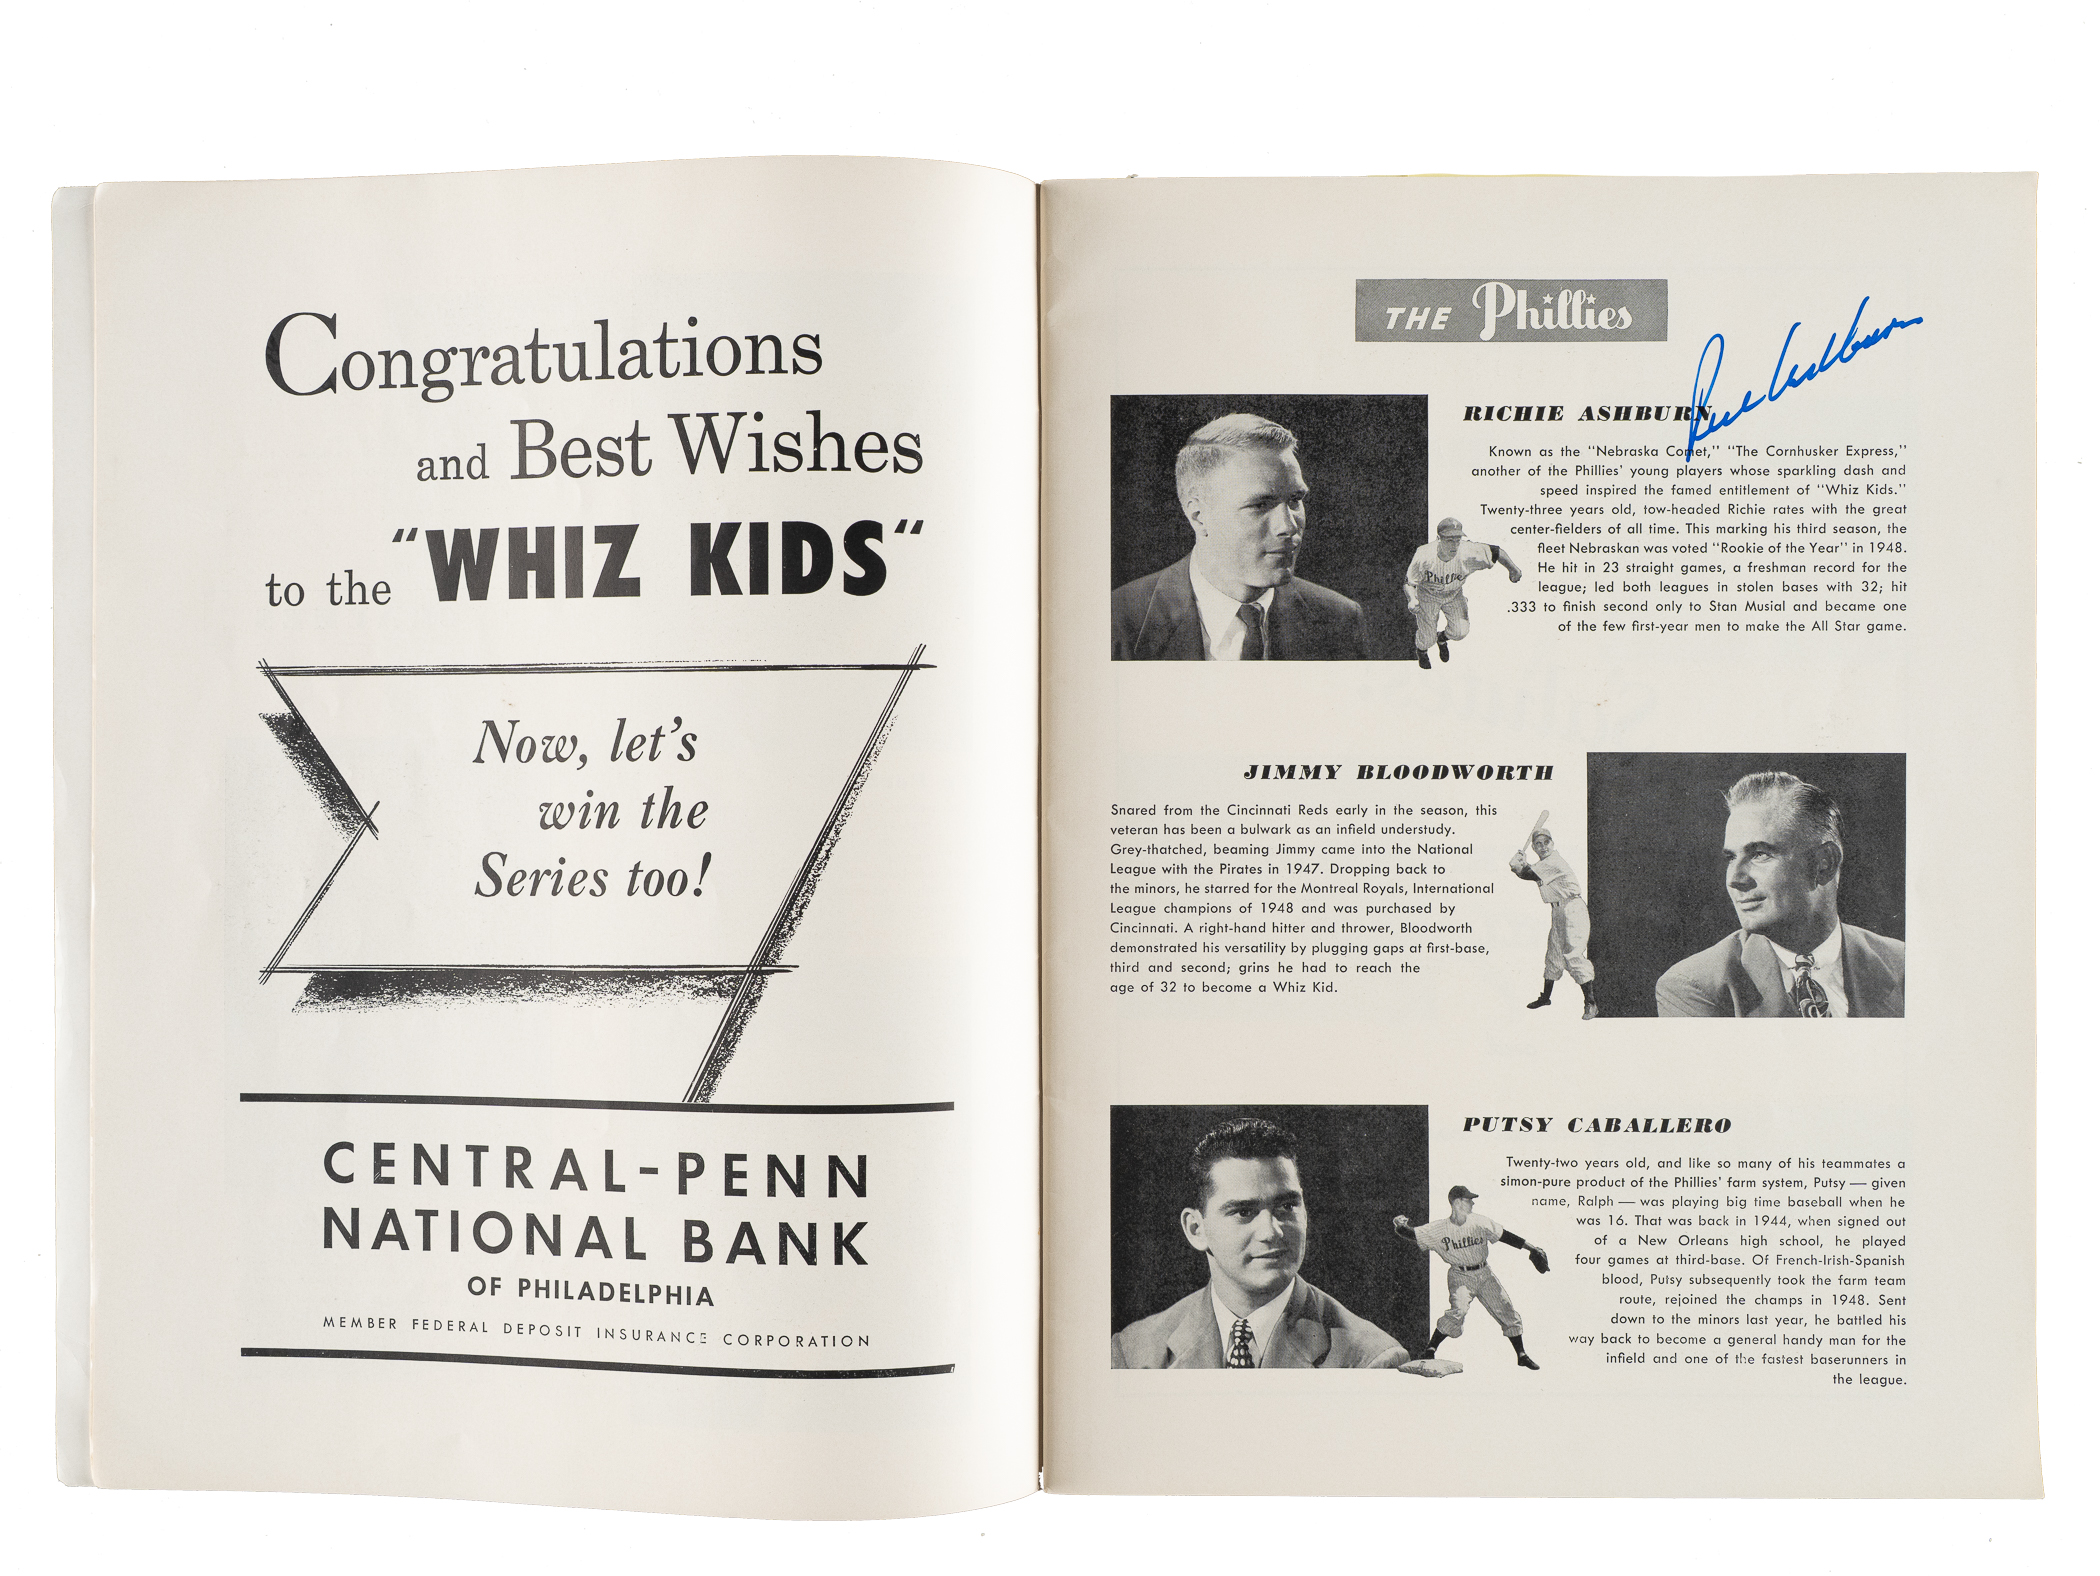 Congratulations
and Best Wishes
to the "WHIZ KIDS"
Now, let's
win the
Series too!
CENTRAL-PENN
NATIONAL BANK
OF PHILADELPHIA
MEMBER FEDERAL DEPOSIT INSURANCE CORPORATION
THE Phillies
Rich Ashburn
RICHIE ASHBURN
Known as the "Nebraska Comet," "The Cornhusker Express,"
another of the Phillies' young players whose sparkling dash and
speed inspired the famed entitlement of "Whiz Kids."
Twenty-three years old, tow-headed Richie rates with the great
center-fielders of all time. This marking his third season, the
fleet Nebraskan was voted "Rookie of the Year" in 1948.
He hit in 23 straight games, a freshman record for the
league; led both leagues in stolen bases with 32; hit
.333 to finish second only to Stan Musial and became one
of the few first-year men to make the All Star game.
Phillie
JIMMY BLOODWORTH
Snared from the Cincinnati Reds early in the season, this
veteran has been a bulwark as an infield understudy.
Grey-thatched, beaming Jimmy came into the National
League with the Pirates in 1947. Dropping back to
the minors, he starred for the Montreal Royals, International
League champions of 1948 and was purchased by
Cincinnati. A right-hand hitter and thrower, Bloodworth
demonstrated his versatility by plugging gaps at first-base,
third and second; grins he had to reach the
age of 32 to become a Whiz Kid.
PUTSY CABALLERO
Twenty-two years old, and like so many of his teammates a
simon-pure product of the Phillies' farm system, Putsy — given
name, Ralph — was playing big time baseball when he
was 16. That was back in 1944, when signed out
of a New Orleans high school, he played
four games at third-base. Of French-Irish-Spanish
blood, Putsy subsequently took the farm team
route, rejoined the champs in 1948. Sent
down to the minors last year, he battled his
way back to become a general handy man for the
infield and one of the fastest baserunners in
the league.
Phillies